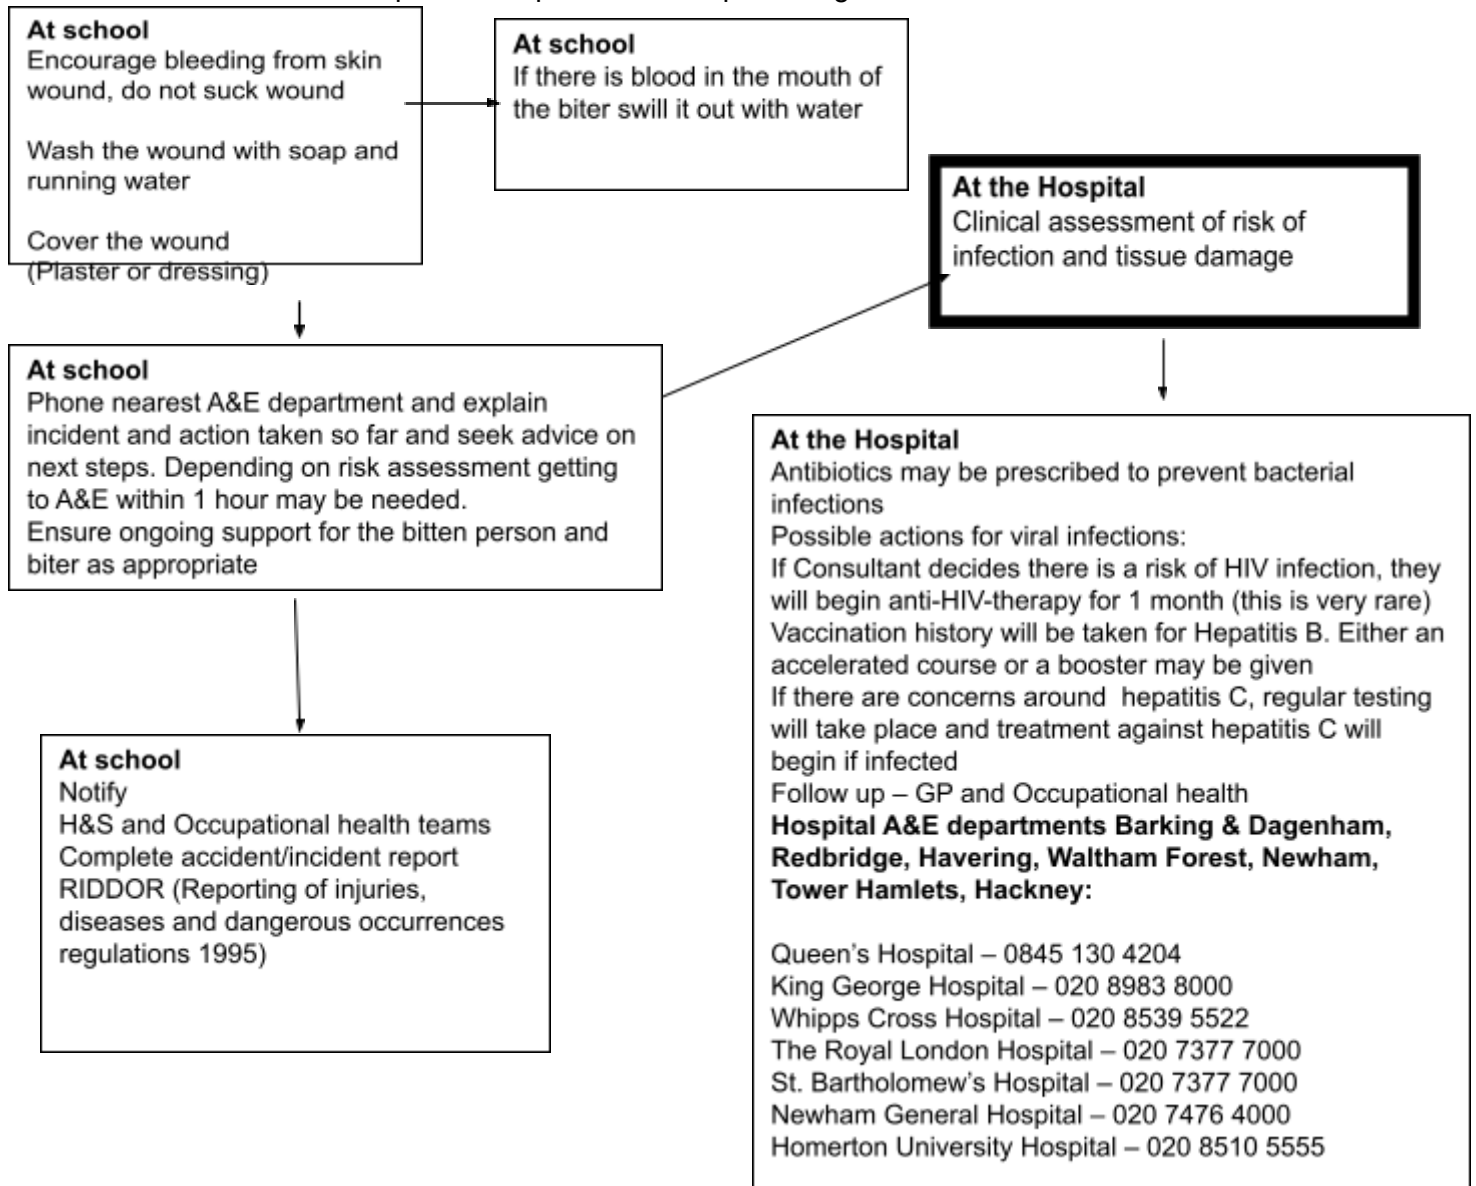 At school
Encourage bleeding from skin
wound, do not suck wound
Wash the wound with soap and
running water
Cover the wound
(Plaster or dressing)
At school
If there is blood in the mouth of
the biter swill it out with water
At school
Phone nearest A&E department and explain
incident and action taken so far and seek advice on
next steps. Depending on risk assessment getting
to A&E within 1 hour may be needed.
Ensure ongoing support for the bitten person and
biter as appropriate
At school
Notify
H&S and Occupational health teams
Complete accident/incident report
RIDDOR (Reporting of injuries,
diseases and dangerous occurrences
regulations 1995)
At the Hospital
Clinical assessment of risk of
infection and tissue damage
At the Hospital
Antibiotics may be prescribed to prevent bacterial
infections
Possible actions for viral infections:
If Consultant decides there is a risk of HIV infection, they
will begin anti-HIV-therapy for 1 month (this is very rare)
Vaccination history will be taken for Hepatitis B. Either an
accelerated course or a booster may be given
If there are concerns around  hepatitis C, regular testing
will take place and treatment against hepatitis C will
begin if infected
Follow up – GP and Occupational health
Hospital A&E departments Barking & Dagenham,
Redbridge, Havering, Waltham Forest, Newham,
Tower Hamlets, Hackney:
Queen's Hospital – 0845 130 4204
King George Hospital – 020 8983 8000
Whipps Cross Hospital – 020 8539 5522
The Royal London Hospital – 020 7377 7000
St. Bartholomew's Hospital – 020 7377 7000
Newham General Hospital – 020 7476 4000
Homerton University Hospital – 020 8510 5555